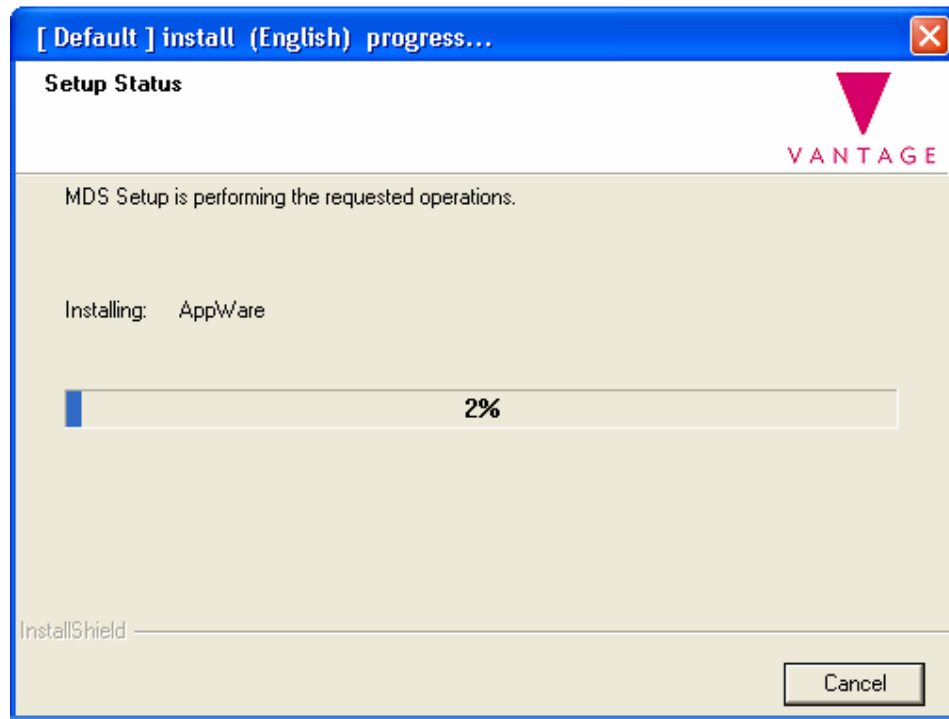 [ Default ] install (English) progress...
Setup Status
VANTAGE
MDS Setup is performing the requested operations.
Installing: AppWare
2%
InstallShield
Cancel